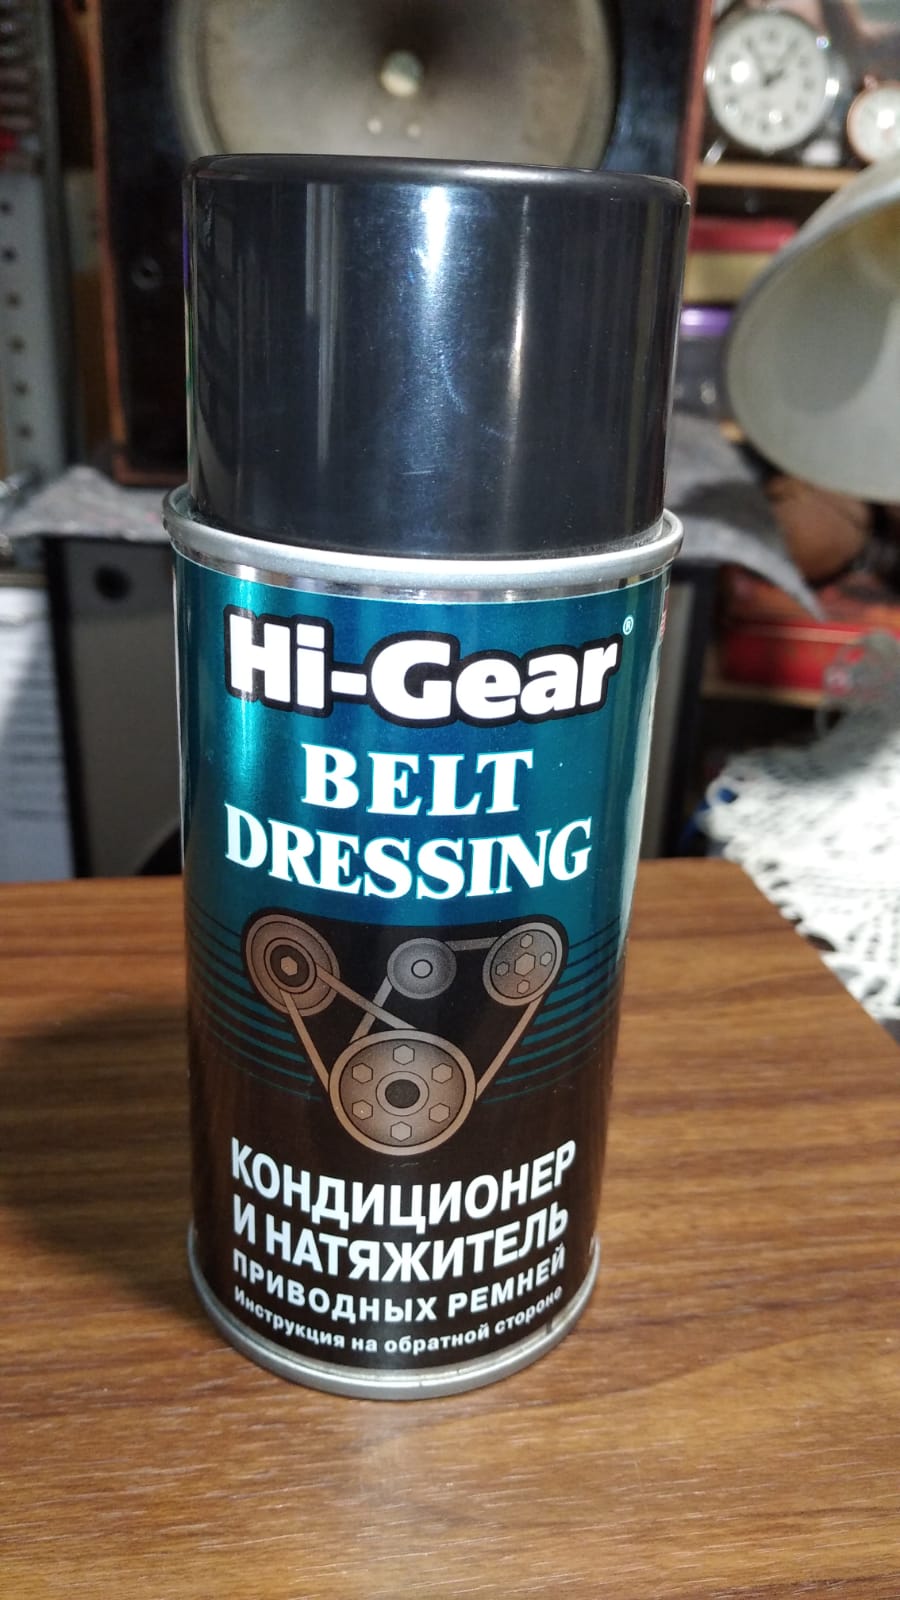 Hi-Gear®
BELT
DRESSING
КОНДИЦИОНЕР
И НАТЯЖИТЕЛЬ
ПРИВОДНЫХ РЕМНЕЙ
Инструкция на обратной стороне